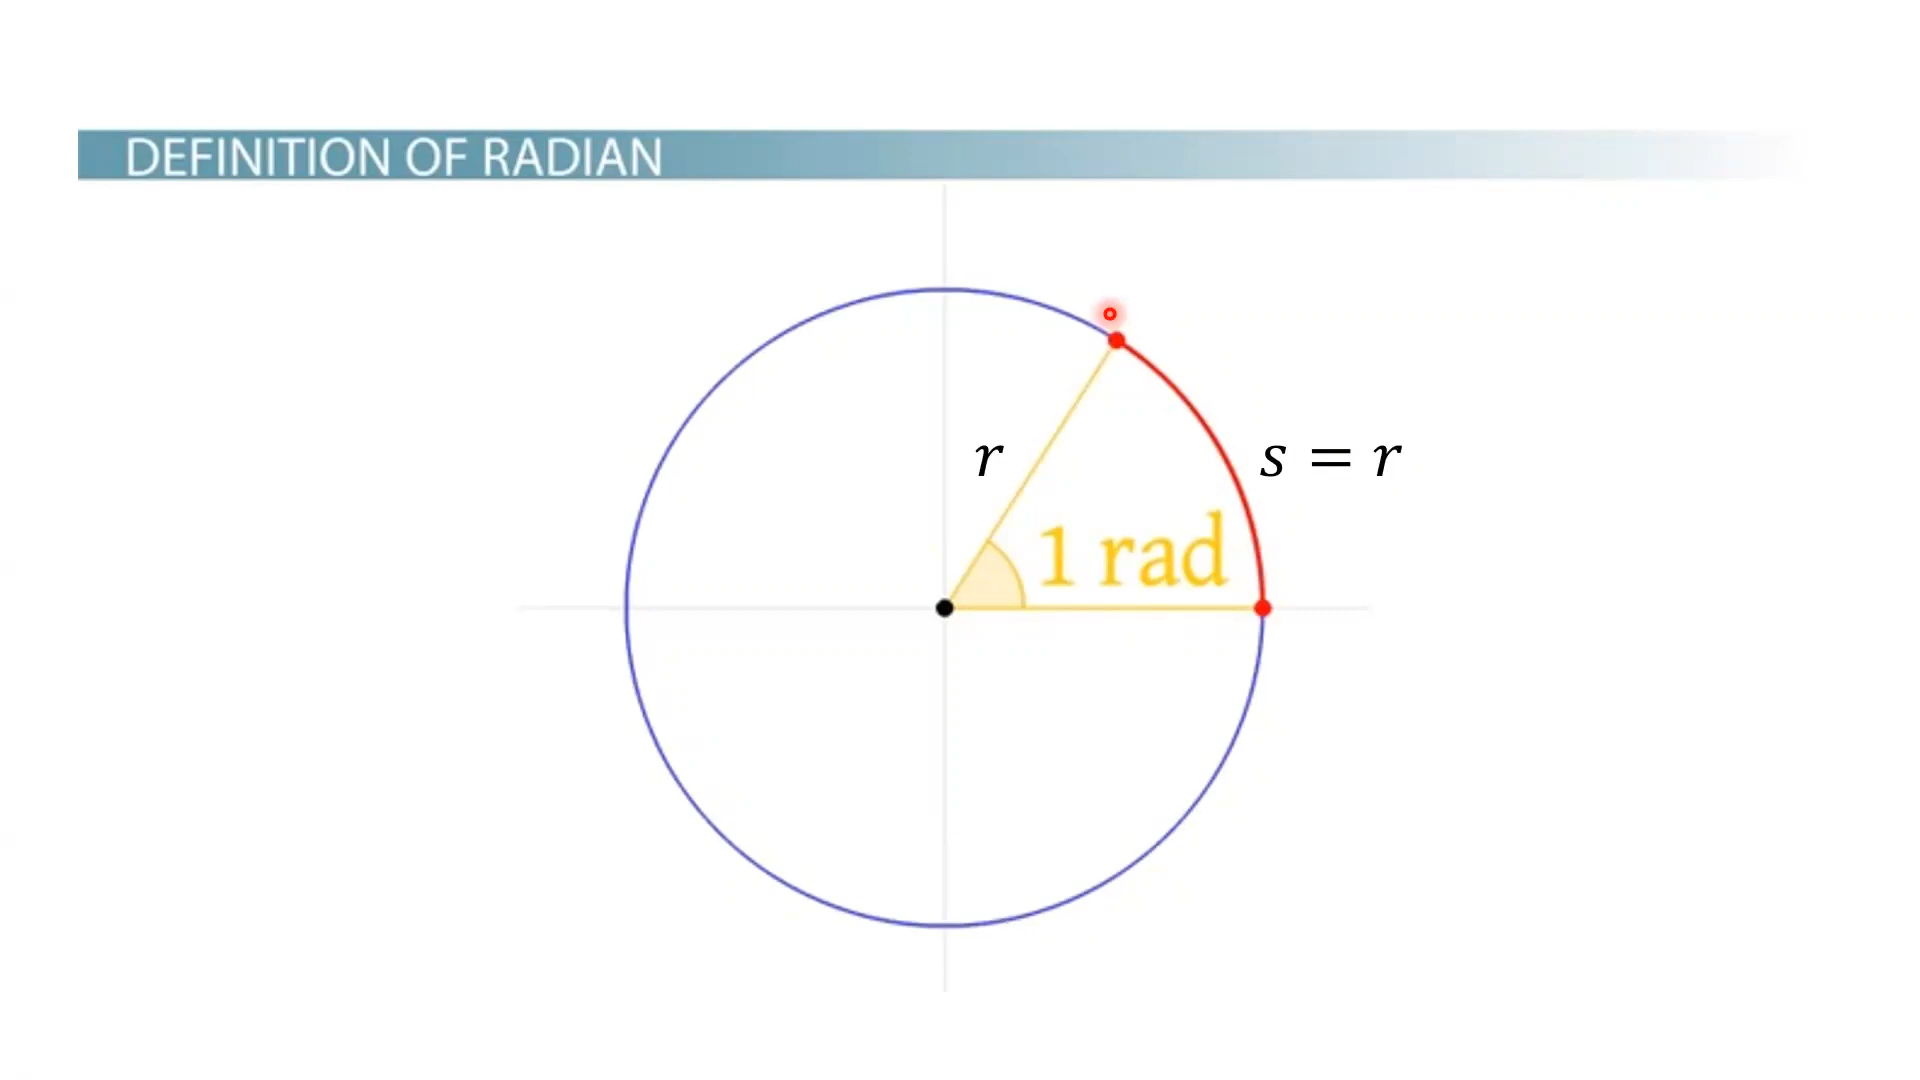 DEFINITION OF RADIAN
r
s = r
1 rad